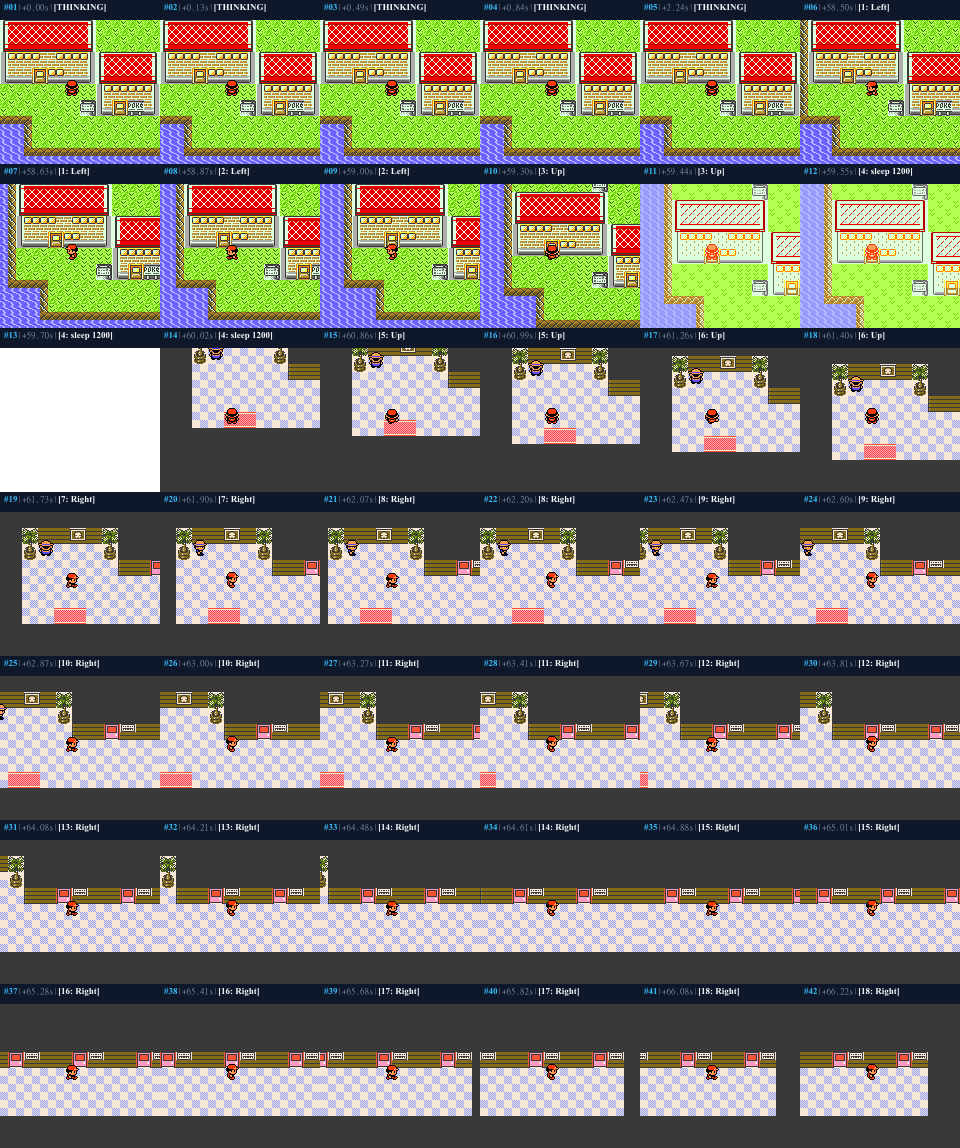 #01 | +0.00s | [THINKING] #02 | +0.13s | [THINKING] #03 | +0.49s | [THINKING] #04 | +0.84s | [THINKING] #05 | +2.24s | [THINKING] #06 | +58.50s | [1: Left]
POKé POKé POKé POKé POKé POKé
#07 | +58.63s | [1: Left] #08 | +58.87s | [2: Left] #09 | +59.00s | [2: Left] #10 | +59.30s | [3: Up] #11 | +59.44s | [3: Up] #12 | +59.55s | [4: sleep 1200]
POKé
#13 | +59.70s | [4: sleep 1200] #14 | +60.02s | [4: sleep 1200] #15 | +60.86s | [5: Up] #16 | +60.99s | [5: Up] #17 | +61.26s | [6: Up] #18 | +61.40s | [6: Up]
#19 | +61.73s | [7: Right] #20 | +61.90s | [7: Right] #21 | +62.07s | [8: Right] #22 | +62.20s | [8: Right] #23 | +62.47s | [9: Right] #24 | +62.60s | [9: Right]
#25 | +62.87s | [10: Right] #26 | +63.00s | [10: Right] #27 | +63.27s | [11: Right] #28 | +63.41s | [11: Right] #29 | +63.67s | [12: Right] #30 | +63.81s | [12: Right]
#31 | +64.08s | [13: Right] #32 | +64.21s | [13: Right] #33 | +64.48s | [14: Right] #34 | +64.61s | [14: Right] #35 | +64.88s | [15: Right] #36 | +65.01s | [15: Right]
#37 | +65.28s | [16: Right] #38 | +65.41s | [16: Right] #39 | +65.68s | [17: Right] #40 | +65.82s | [17: Right] #41 | +66.08s | [18: Right] #42 | +66.22s | [18: Right]